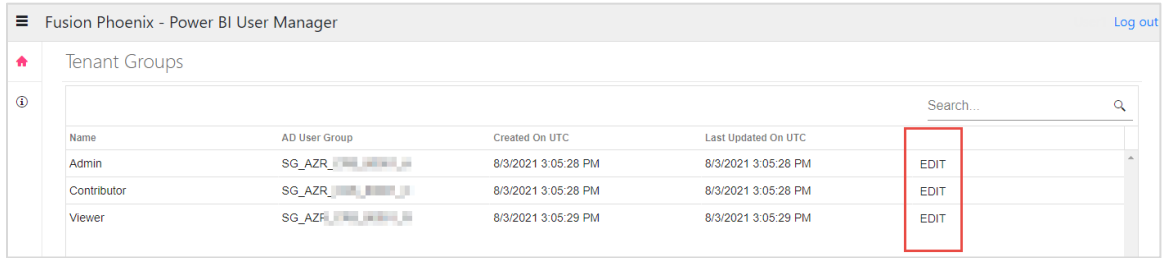 Fusion Phoenix - Power BI User Manager Log out
Tenant Groups
Search...
Name AD User Group Created On UTC Last Updated On UTC
Admin SG_AZR_ 8/3/2021 3:05:28 PM 8/3/2021 3:05:28 PM EDIT
Contributor SG_AZR_ 8/3/2021 3:05:28 PM 8/3/2021 3:05:28 PM EDIT
Viewer SG_AZR_ 8/3/2021 3:05:29 PM 8/3/2021 3:05:29 PM EDIT